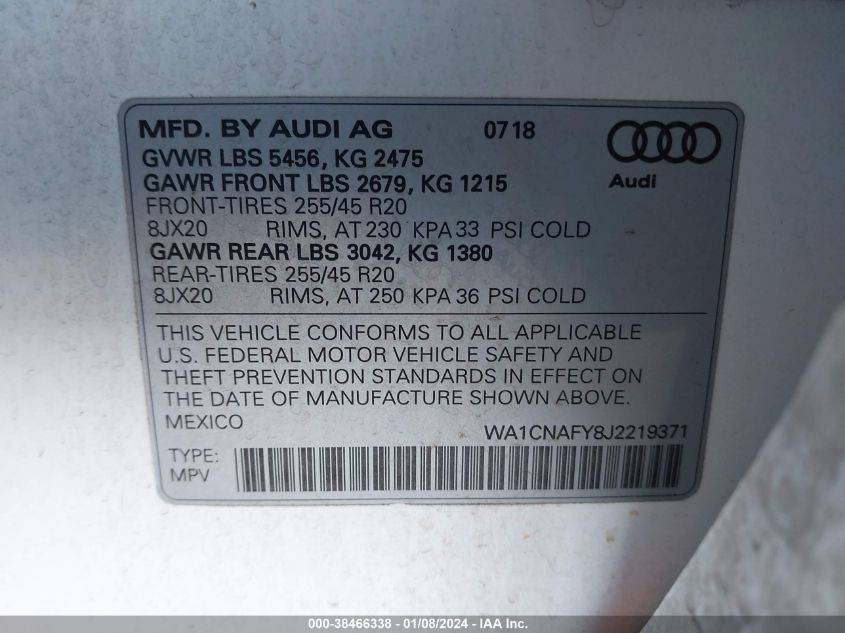 MFD. BY AUDI AG 0718
GVWR LBS 5456, KG 2475
GAWR FRONT LBS 2679, KG 1215
Audi
FRONT-TIRES 255/45 R20
8JX20 RIMS, AT 230 KPA 33 PSI COLD
GAWR REAR LBS 3042, KG 1380
REAR-TIRES 255/45 R20
8JX20 RIMS, AT 250 KPA 36 PSI COLD
THIS VEHICLE CONFORMS TO ALL APPLICABLE
U.S. FEDERAL MOTOR VEHICLE SAFETY AND
THEFT PREVENTION STANDARDS IN EFFECT ON
THE DATE OF MANUFACTURE SHOWN ABOVE.
MEXICO
WA1CNAFY8J2219371
TYPE:
MPV
000-38466338 - 01/08/2024 - IAA Inc.